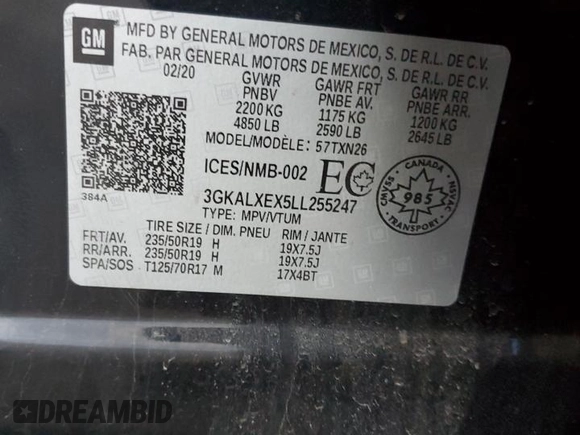 GM
MFD BY GENERAL MOTORS DE MEXICO, S. DE R.L. DE C.V.
FAB. PAR GENERAL MOTORS DE MEXICO, S. DE R.L. DE C.V.
02/20
GVWR GAWR FRT GAWR RR
PNBV PNBE AV. PNBE ARR.
2200 KG 1175 KG 1200 KG
4850 LB 2590 LB 2645 LB
MODEL/MODÈLE: 57TXN26
384A
ICES/NMB-002 EC
CANADA
CMVSS 985 NSVAC
TRANSPORT
3GKALXEX5LL255247
TYPE: MPV/VTUM
TIRE SIZE / DIM. PNEU RIM / JANTE
FRT/AV. 235/50R19 H 19X7.5J
RR/ARR. 235/50R19 H 19X7.5J
SPA/SOS T125/70R17 M 17X4BT
DREAMBID